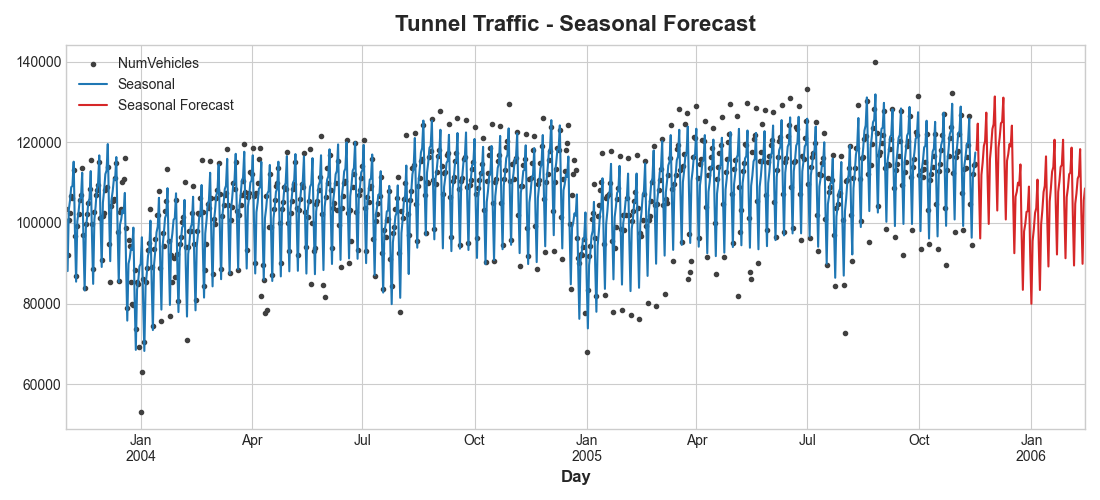 Tunnel Traffic - Seasonal Forecast
NumVehicles
Seasonal
Seasonal Forecast
140000
120000
100000
80000
60000
Jan Apr Jul Oct Jan Apr Jul Oct Jan
2004 2005 2006
Day